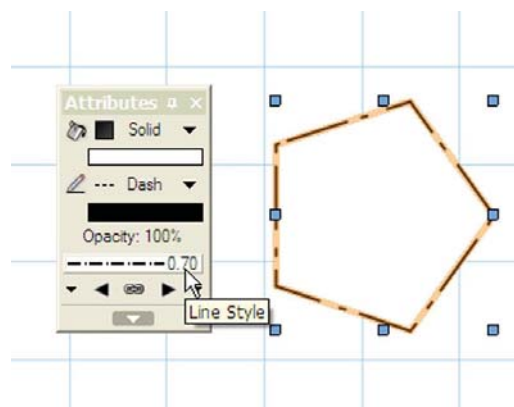 Attributes
Solid
Dash
Opacity: 100%
0.70
Line Style